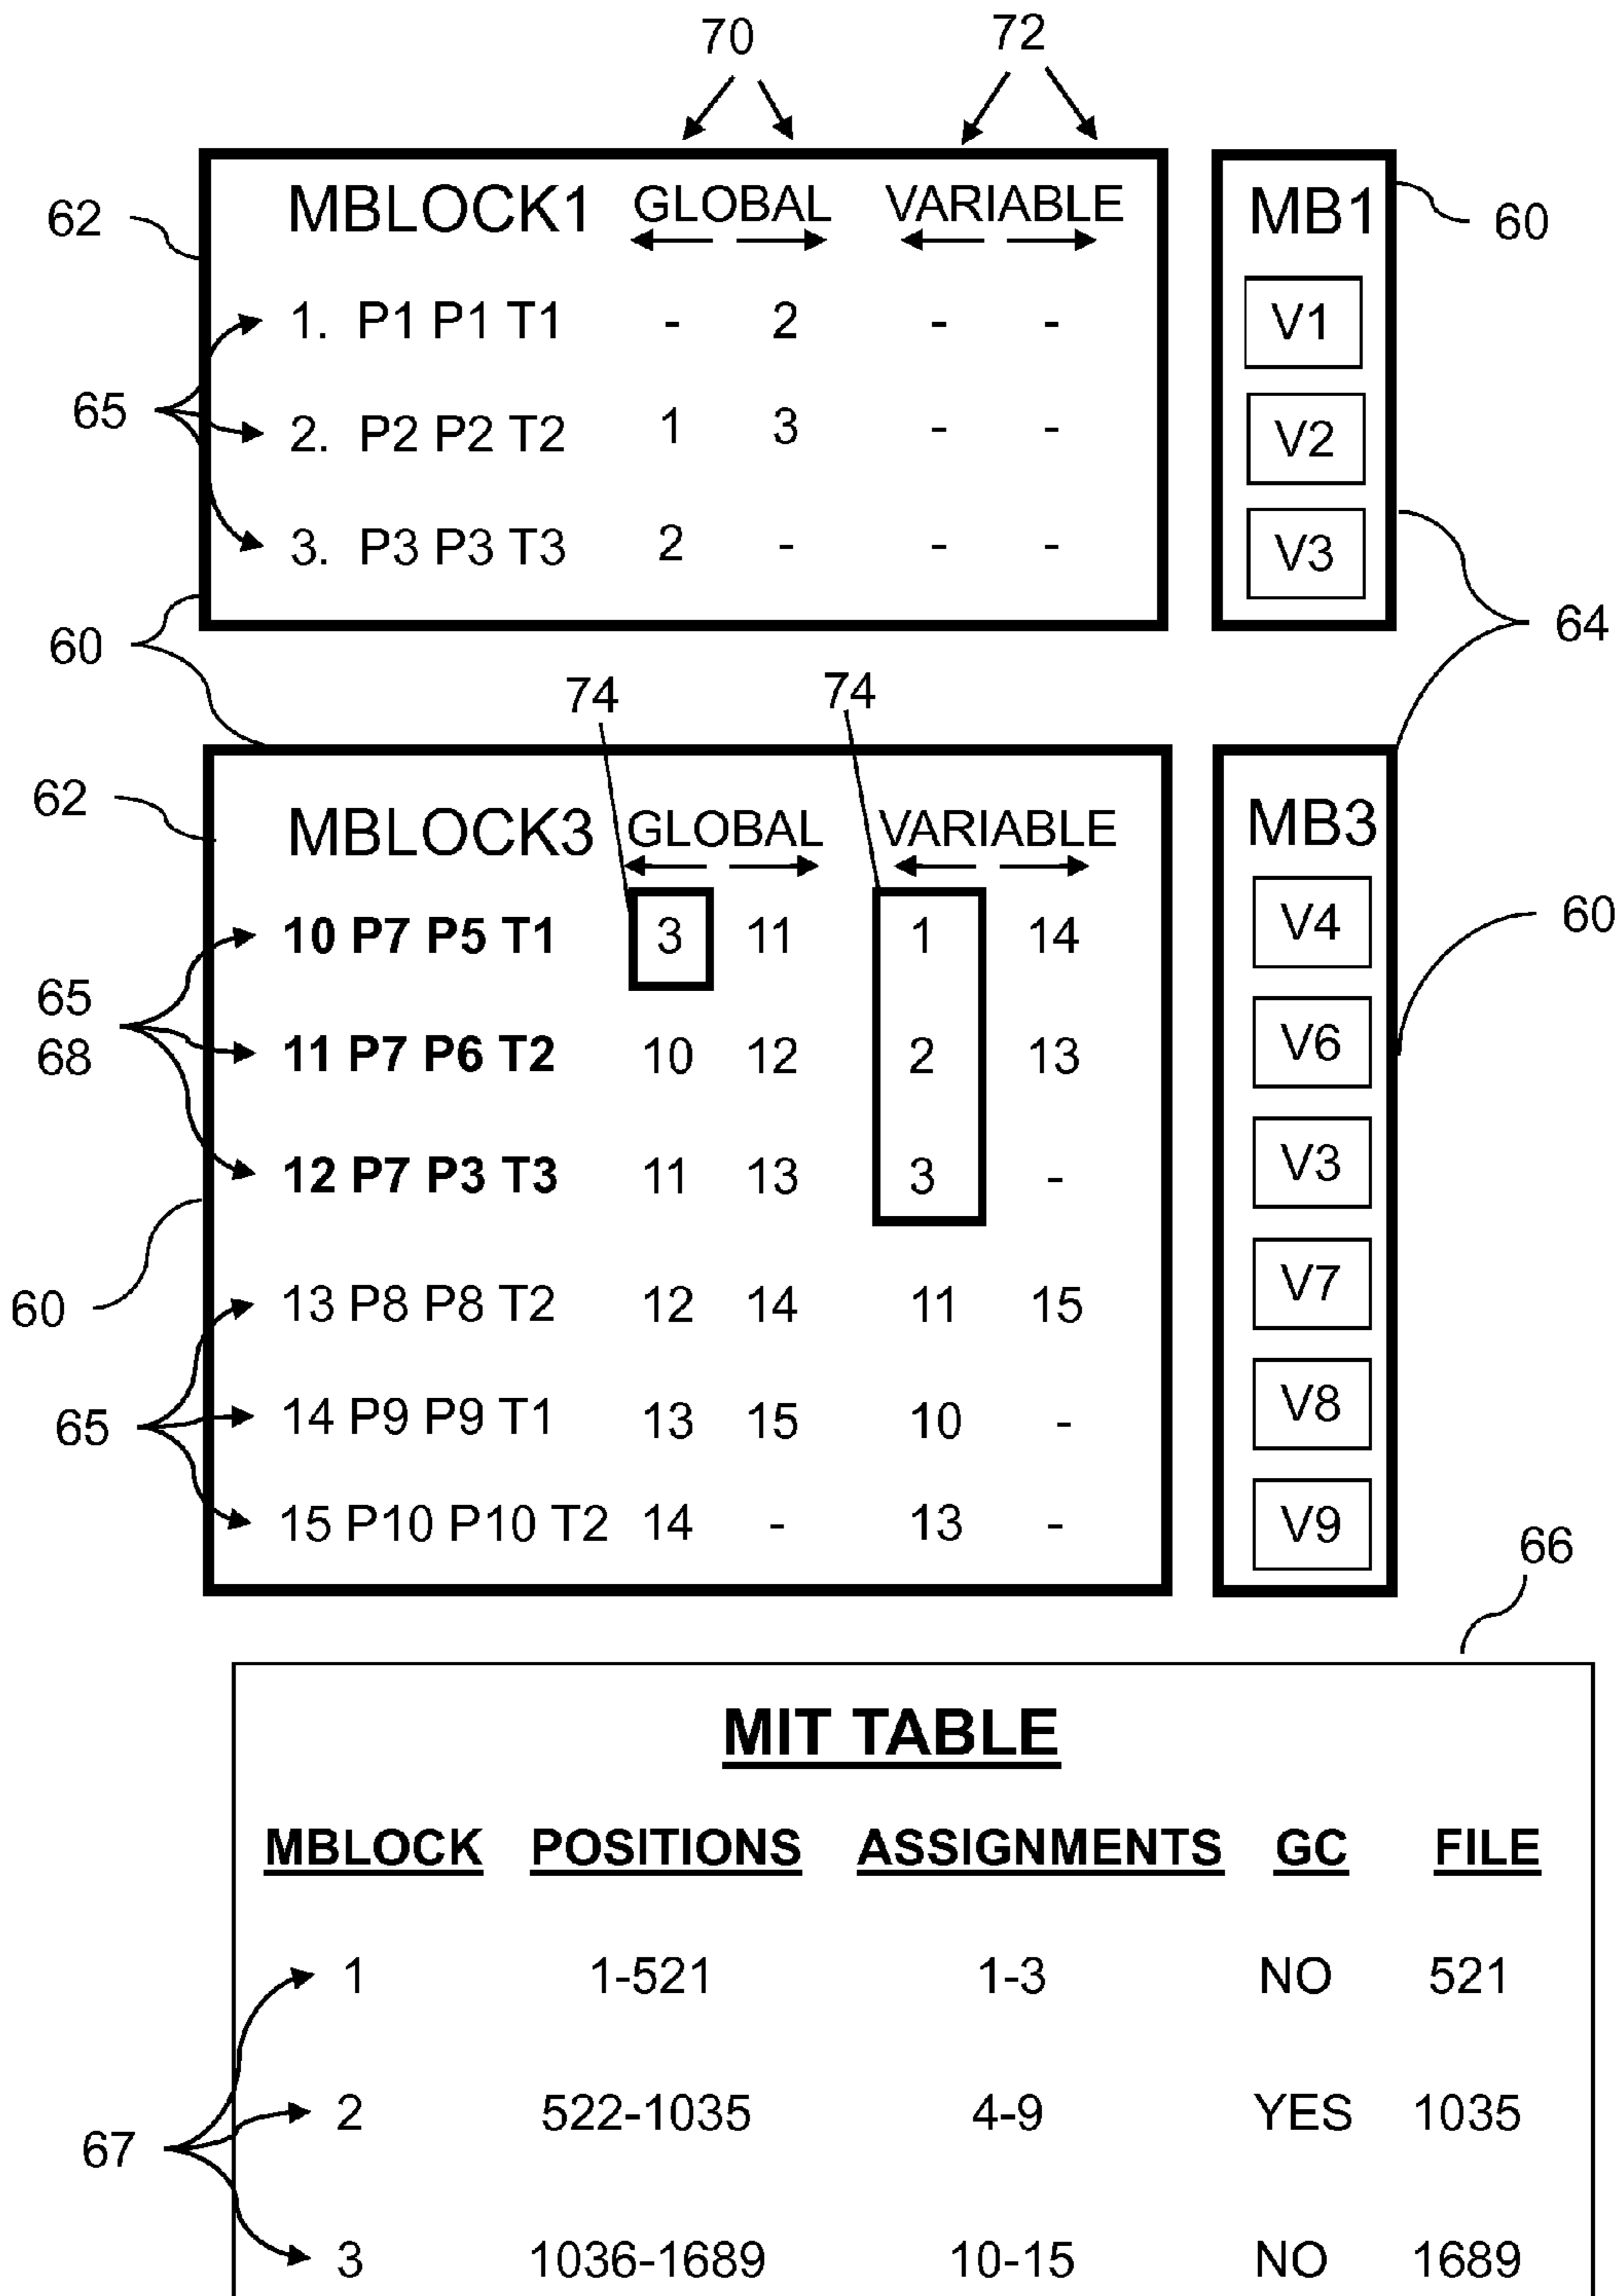 70 72
MBLOCK1 GLOBAL VARIABLE MB1
62 60
1. P1 P1 T1 - 2 - - V1
65
2. P2 P2 T2 1 3 - - V2
3. P3 P3 T3 2 - - - V3
60 64
74 74
62 MBLOCK3 GLOBAL VARIABLE MB3
10 P7 P5 T1 3 11 1 14 V4
60
65
68
11 P7 P6 T2 10 12 2 13 V6
12 P7 P3 T3 11 13 3 - V3
60
13 P8 P8 T2 12 14 11 15 V7
65
14 P9 P9 T1 13 15 10 - V8
15 P10 P10 T2 14 - 13 - V9
66
MIT TABLE
MBLOCK POSITIONS ASSIGNMENTS GC FILE
1 1-521 1-3 NO 521
2 522-1035 4-9 YES 1035
67
3 1036-1689 10-15 NO 1689